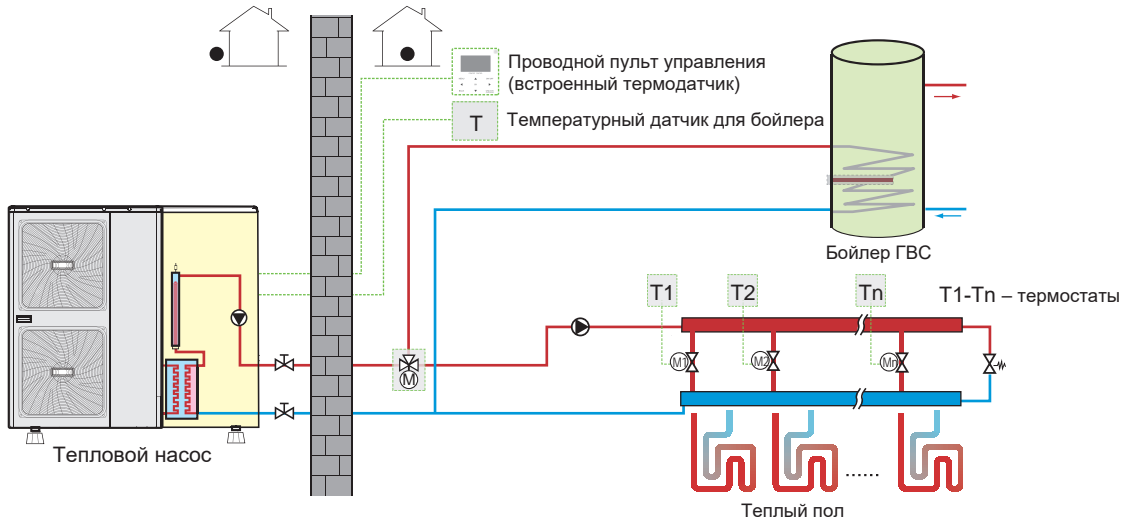 Проводной пульт управления
(встроенный термодатчик)
T
Температурный датчик для бойлера
Бойлер ГВС
T1
T2
Tn
T1-Tn – термостаты
M
M1
M2
Mn
Тепловой насос
......
Теплый пол